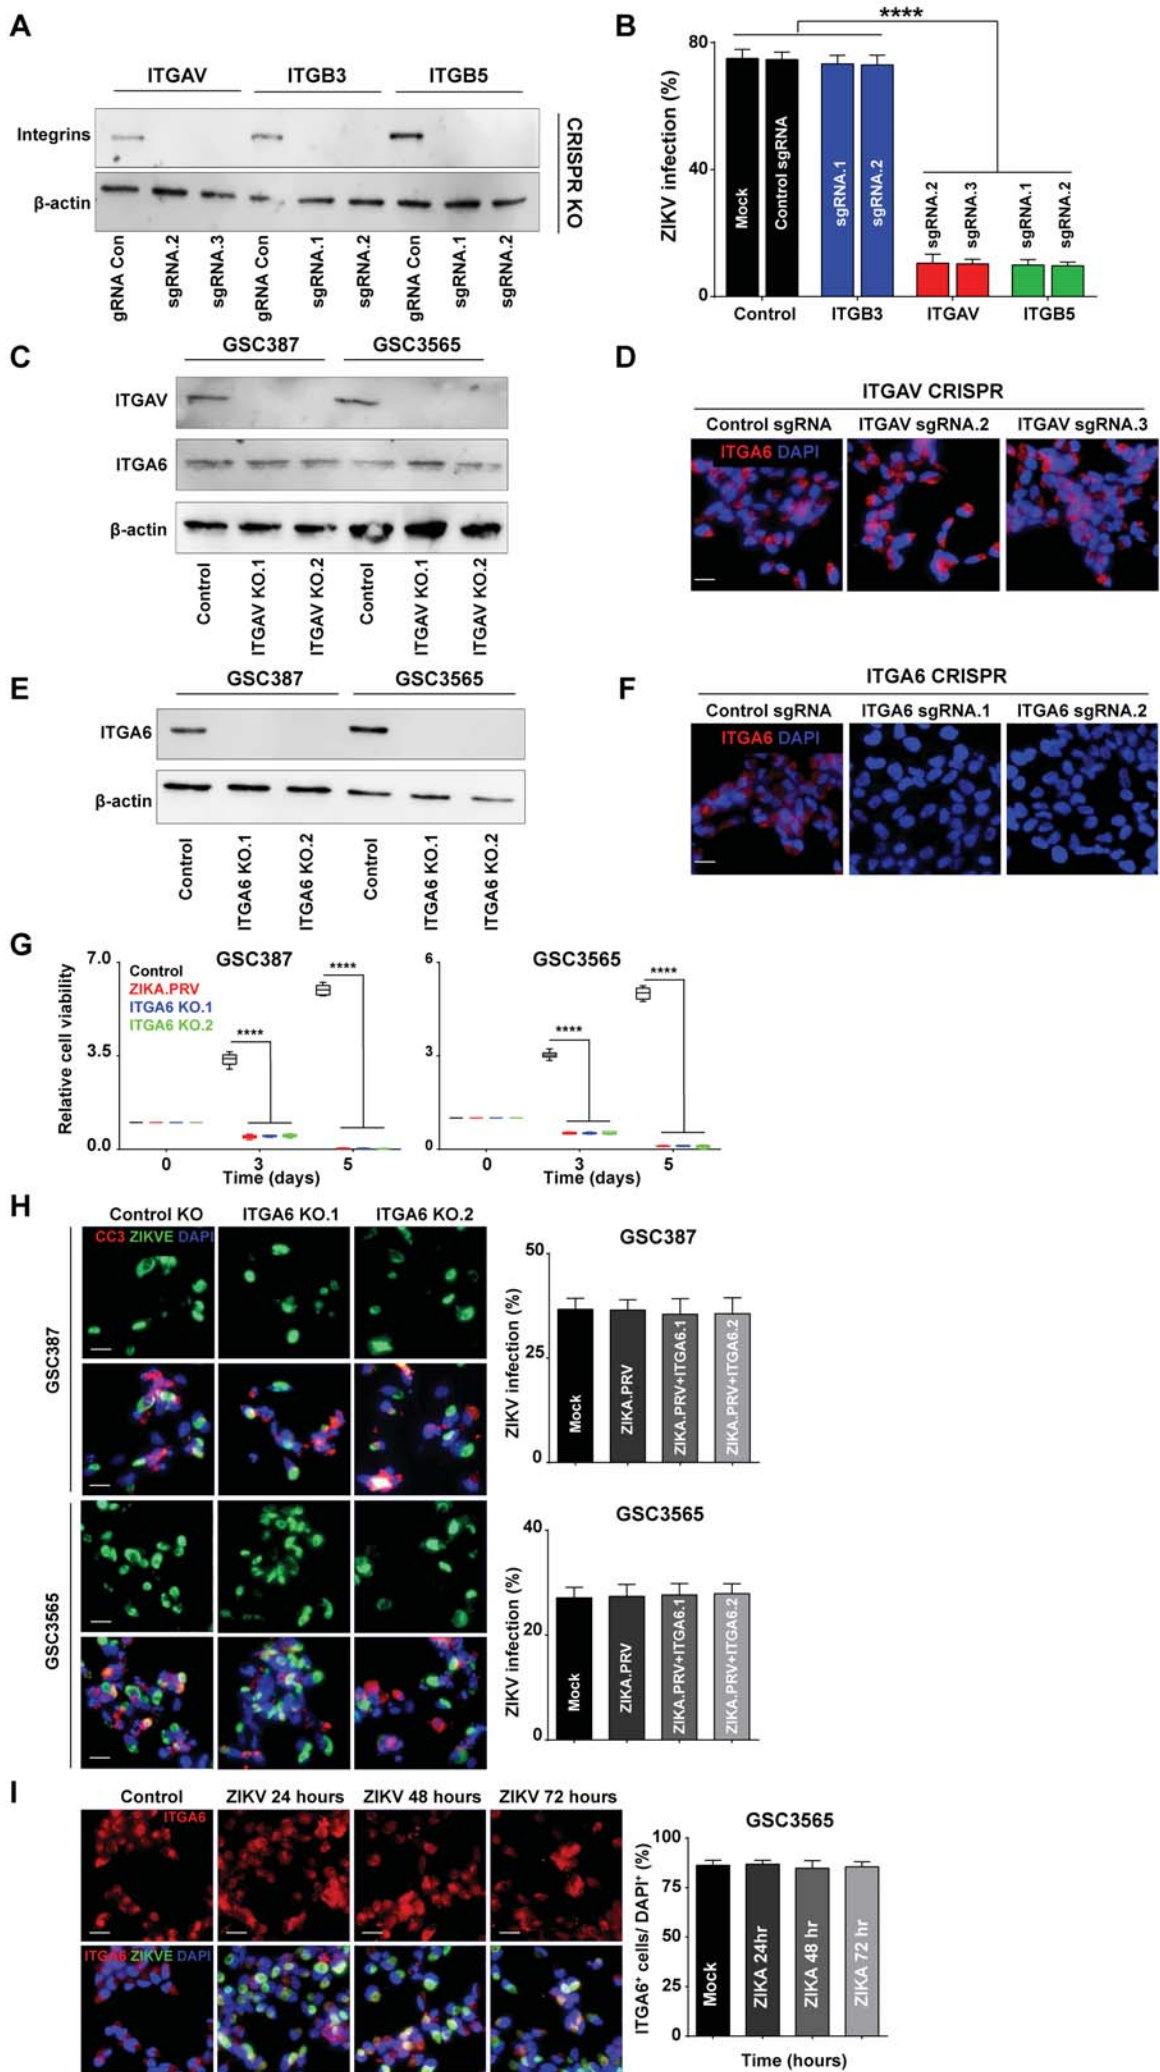 A
ITGAV ITGB3 ITGB5
Integrins
β-actin
CRISPR KO
gRNA Con
sgRNA.2
sgRNA.3
gRNA Con
sgRNA.1
sgRNA.2
gRNA Con
sgRNA.1
sgRNA.2
B
****
ZIKV infection (%)
80
40
0
Mock
Control sgRNA
sgRNA.1
sgRNA.2
sgRNA.2
sgRNA.3
sgRNA.1
sgRNA.2
Control ITGB3 ITGAV ITGB5
C
GSC387 GSC3565
ITGAV
ITGA6
β-actin
Control
ITGAV KO.1
ITGAV KO.2
Control
ITGAV KO.1
ITGAV KO.2
D
ITGAV CRISPR
Control sgRNA ITGAV sgRNA.2 ITGAV sgRNA.3
ITGA6 DAPI
E
GSC387 GSC3565
ITGA6
β-actin
Control
ITGA6 KO.1
ITGA6 KO.2
Control
ITGA6 KO.1
ITGA6 KO.2
F
ITGA6 CRISPR
Control sgRNA ITGA6 sgRNA.1 ITGA6 sgRNA.2
ITGA6 DAPI
G
GSC387
Relative cell viability
7.0
3.5
0.0
Control
ZIKA.PRV
ITGA6 KO.1
ITGA6 KO.2
****
****
0 3 5
Time (days)
GSC3565
6
3
0
****
****
0 3 5
Time (days)
H
Control KO ITGA6 KO.1 ITGA6 KO.2
CC3 ZIKVE DAPI
GSC387
GSC3565
GSC387
ZIKV infection (%)
50
25
0
Mock
ZIKA.PRV
ZIKA.PRV+ITGA6.1
ZIKA.PRV+ITGA6.2
GSC3565
ZIKV infection (%)
40
20
0
Mock
ZIKA.PRV
ZIKA.PRV+ITGA6.1
ZIKA.PRV+ITGA6.2
I
Control ZIKV 24 hours ZIKV 48 hours ZIKV 72 hours
ITGA6
ITGA6 ZIKVE DAPI
GSC3565
ITGA6⁺ cells/ DAPI⁺ (%)
100
75
50
25
0
Mock
ZIKA 24hr
ZIKA 48 hr
ZIKA 72 hr
Time (hours)